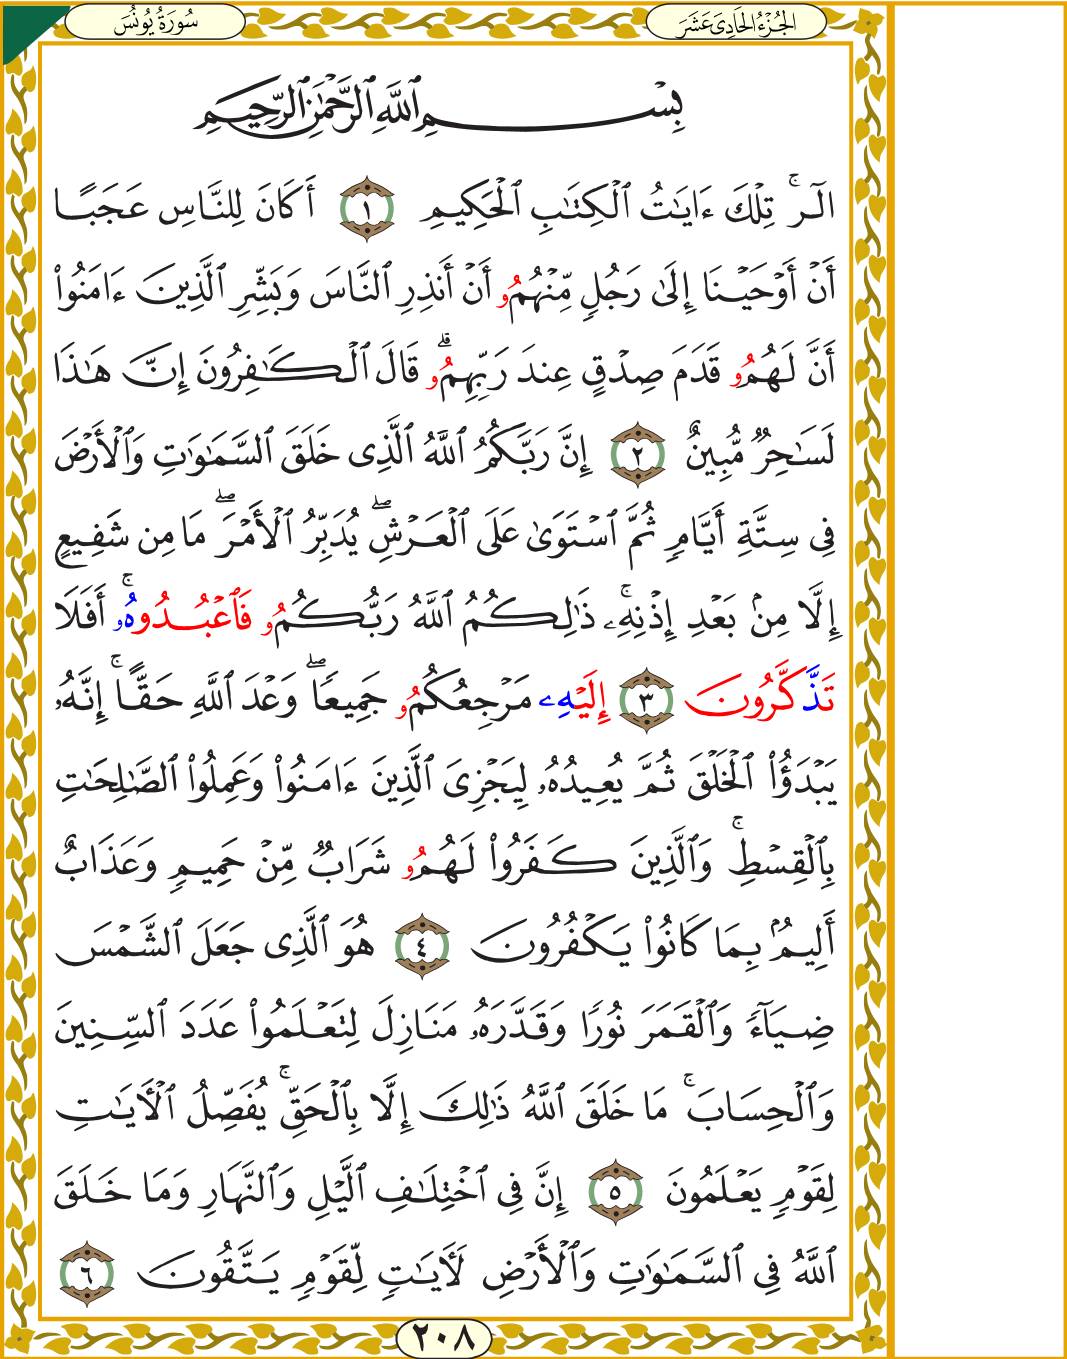 سُورَةُ يُونُسَ
الجُزْءُ الحَادِيَ عَشَرَ
بِسْمِ ٱللَّهِ ٱلرَّحْمَٰنِ ٱلرَّحِيمِ
الٓرۚ تِلْكَ ءَايَٰتُ ٱلْكِتَٰبِ ٱلْحَكِيمِ ١ أَكَانَ لِلنَّاسِ عَجَبًا
أَنْ أَوْحَيْنَا إِلَىٰ رَجُلٖ مِّنْهُمُۥ أَنْ أَنذِرِ ٱلنَّاسَ وَبَشِّرِ ٱلَّذِينَ ءَامَنُوا۟
أَنَّ لَهُمُۥ قَدَمَ صِدْقٍ عِندَ رَبِّهِمُۥۗ قَالَ ٱلْكَٰفِرُونَ إِنَّ هَٰذَا
لَسَٰحِرٞ مُّبِينٌ ٢ إِنَّ رَبَّكُمُ ٱللَّهُ ٱلَّذِي خَلَقَ ٱلسَّمَٰوَٰتِ وَٱلْأَرْضَ
فِي سِتَّةِ أَيَّامٖ ثُمَّ ٱسْتَوَىٰ عَلَى ٱلْعَرْشِۖ يُدَبِّرُ ٱلْأَمْرَۖ مَا مِن شَفِيعٍ
إِلَّا مِنۢ بَعْدِ إِذْنِهِۦۚ ذَٰلِكُمُ ٱللَّهُ رَبُّكُمُۥ فَٱعْبُدُوهُۥۚ أَفَلَا
تَذَّكَّرُونَ ٣ إِلَيْهِۦ مَرْجِعُكُمُۥ جَمِيعٗاۖ وَعْدَ ٱللَّهِ حَقًّاۚ إِنَّهُۥ
يَبْدَؤُا۟ ٱلْخَلْقَ ثُمَّ يُعِيدُهُۥ لِيَجْزِيَ ٱلَّذِينَ ءَامَنُوا۟ وَعَمِلُوا۟ ٱلصَّٰلِحَٰتِ
بِٱلْقِسْطِۚ وَٱلَّذِينَ كَفَرُوا۟ لَهُمُۥ شَرَابٞ مِّنْ حَمِيمٖ وَعَذَابٌ
أَلِيمُۢ بِمَا كَانُوا۟ يَكْفُرُونَ ٤ هُوَ ٱلَّذِي جَعَلَ ٱلشَّمْسَ
ضِيَآءٗ وَٱلْقَمَرَ نُورٗا وَقَدَّرَهُۥ مَنَازِلَ لِتَعْلَمُوا۟ عَدَدَ ٱلسِّنِينَ
وَٱلْحِسَابَۚ مَا خَلَقَ ٱللَّهُ ذَٰلِكَ إِلَّا بِٱلْحَقِّۚ يُفَصِّلُ ٱلْأٓيَٰتِ
لِقَوْمٖ يَعْلَمُونَ ٥ إِنَّ فِي ٱخْتِلَٰفِ ٱلَّيْلِ وَٱلنَّهَارِ وَمَا خَلَقَ
ٱللَّهُ فِي ٱلسَّمَٰوَٰتِ وَٱلْأَرْضِ لَأٓيَٰتٖ لِّقَوْمٖ يَتَّقُونَ ٦
٢٠٨